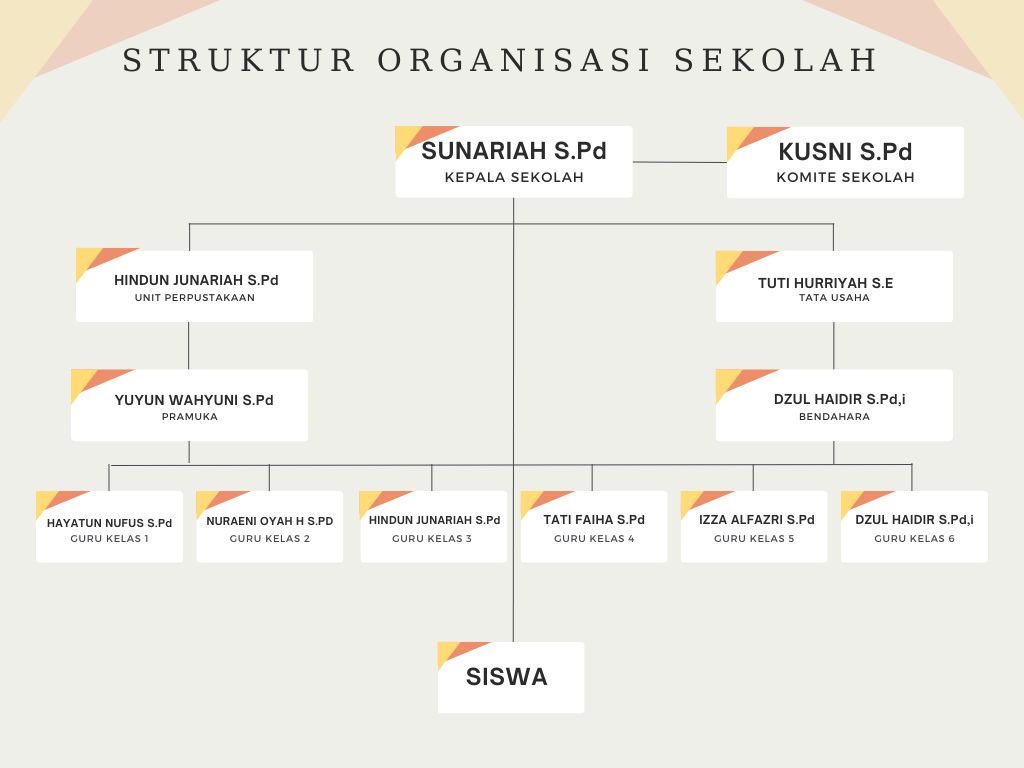 STRUKTUR ORGANISASI SEKOLAH
SUNARIAH S.Pd
KEPALA SEKOLAH
KUSNI S.Pd
KOMITE SEKOLAH
HINDUN JUNARIAH S.Pd
UNIT PERPUSTAKAAN
TUTI HURRIYAH S.E
TATA USAHA
YUYUN WAHYUNI S.Pd
PRAMUKA
DZUL HAIDIR S.Pd,i
BENDAHARA
HAYATUN NUFUS S.Pd
GURU KELAS 1
NURAENI OYAH H S.PD
GURU KELAS 2
HINDUN JUNARIAH S.Pd
GURU KELAS 3
TATI FAIHA S.Pd
GURU KELAS 4
IZZA ALFAZRI S.Pd
GURU KELAS 5
DZUL HAIDIR S.Pd,i
GURU KELAS 6
SISWA